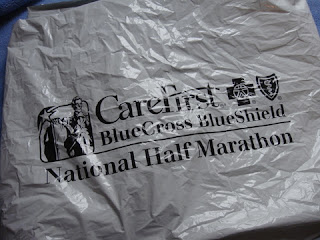 CareFirst
BlueCross BlueShield
National Half Marathon